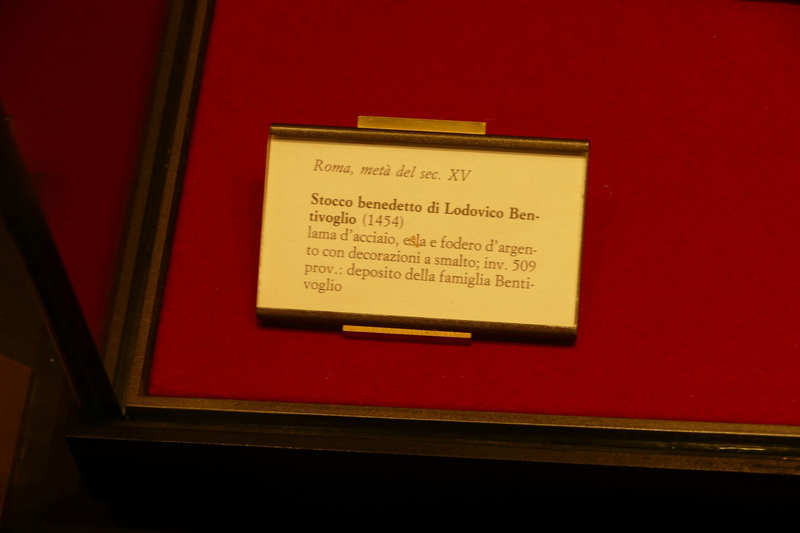 Roma, metà del sec. XV
Stocco benedetto di Lodovico Ben-
tivoglio (1454)
lama d'acciaio, elsa e fodero d'argen-
to con decorazioni a smalto; inv. 509
prov.: deposito della famiglia Benti-
voglio